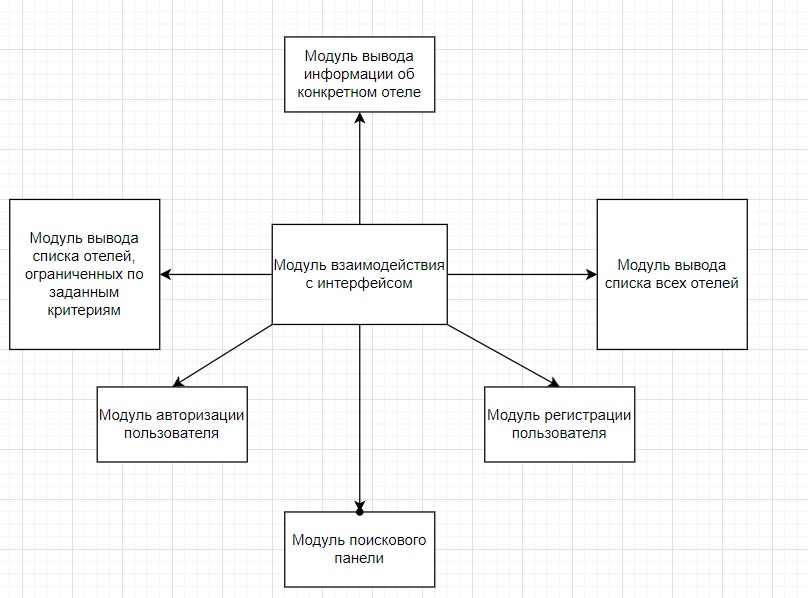 Модуль вывода
информации об
конкретном отеле
Модуль вывода
списка отелей,
ограниченных по
заданным
критериям
Модуль взаимодействия
с интерфейсом
Модуль вывода
списка всех отелей
Модуль авторизации
пользователя
Модуль регистрации
пользователя
Модуль поискового
панели